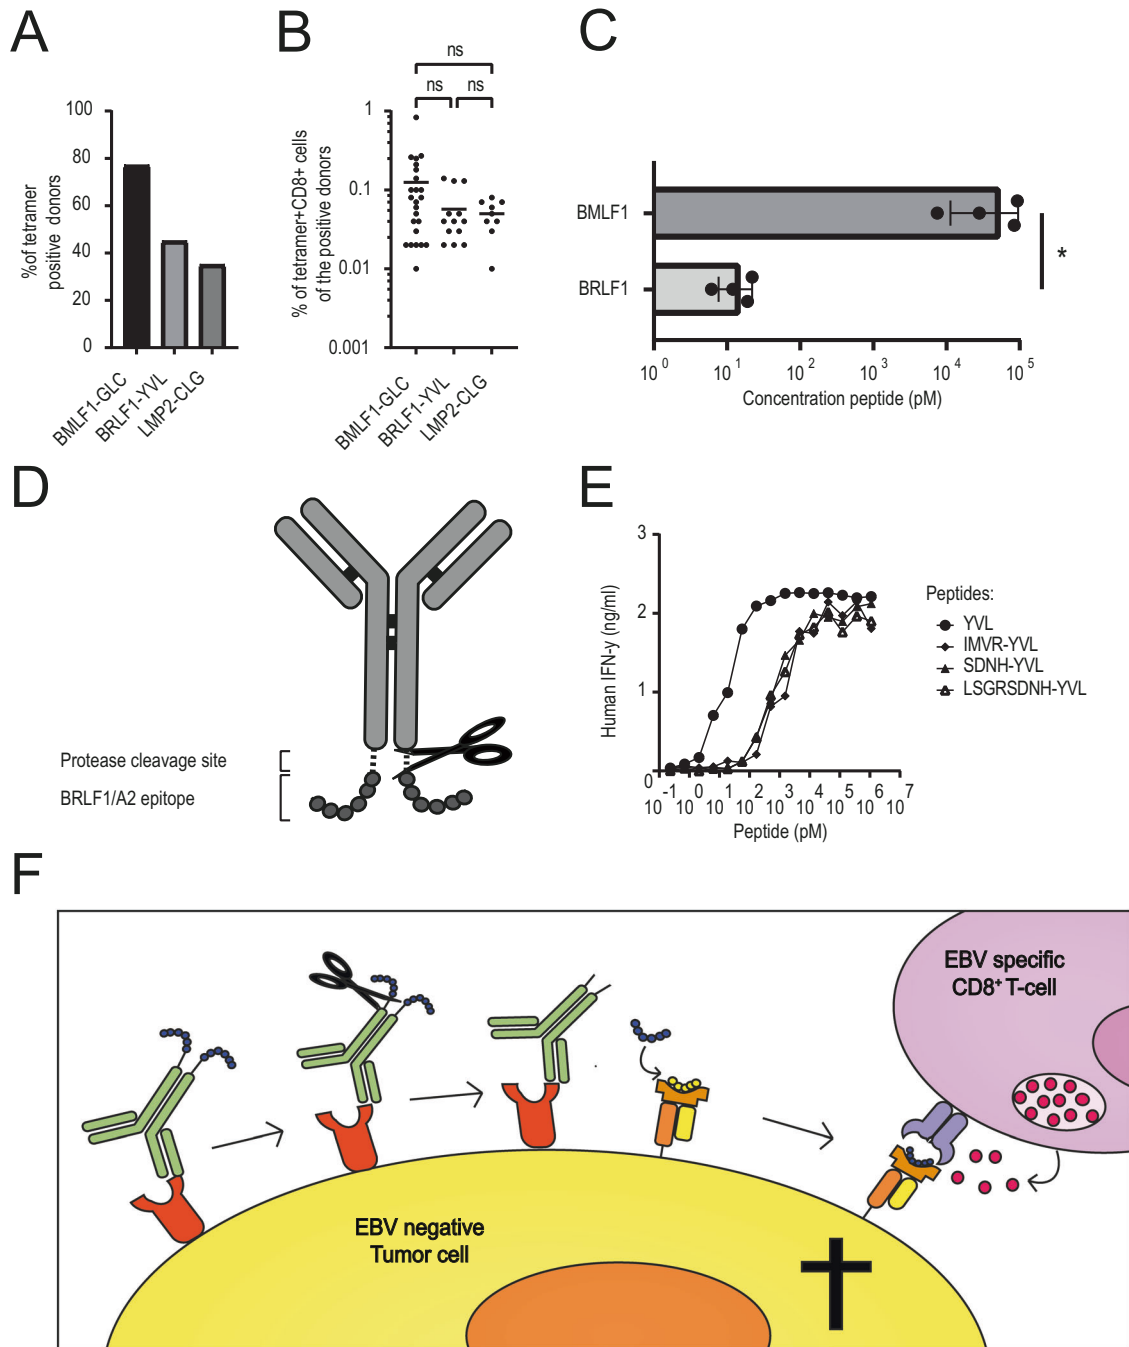 A
%of tetramer
positive donors
100
80
60
40
20
0
BMLF1-GLC
BRLF1-YVL
LMP2-CLG
B
ns
ns
ns
% of tetramer+CD8+ cells
of the positive donors
1
0.1
0.01
0.001
BMLF1-GLC
BRLF1-YVL
LMP2-CLG
C
BMLF1
BRLF1
*
10^0 10^1 10^2 10^3 10^4 10^5
Concentration peptide (pM)
D
Protease cleavage site
BRLF1/A2 epitope
E
Human IFN-y (ng/ml)
3
2
1
0
10^-1 10^0 10^1 10^2 10^3 10^4 10^5 10^6 10^7
Peptide (pM)
Peptides:
YVL
IMVR-YVL
SDNH-YVL
LSGRSDNH-YVL
F
EBV specific
CD8+ T-cell
EBV negative
Tumor cell